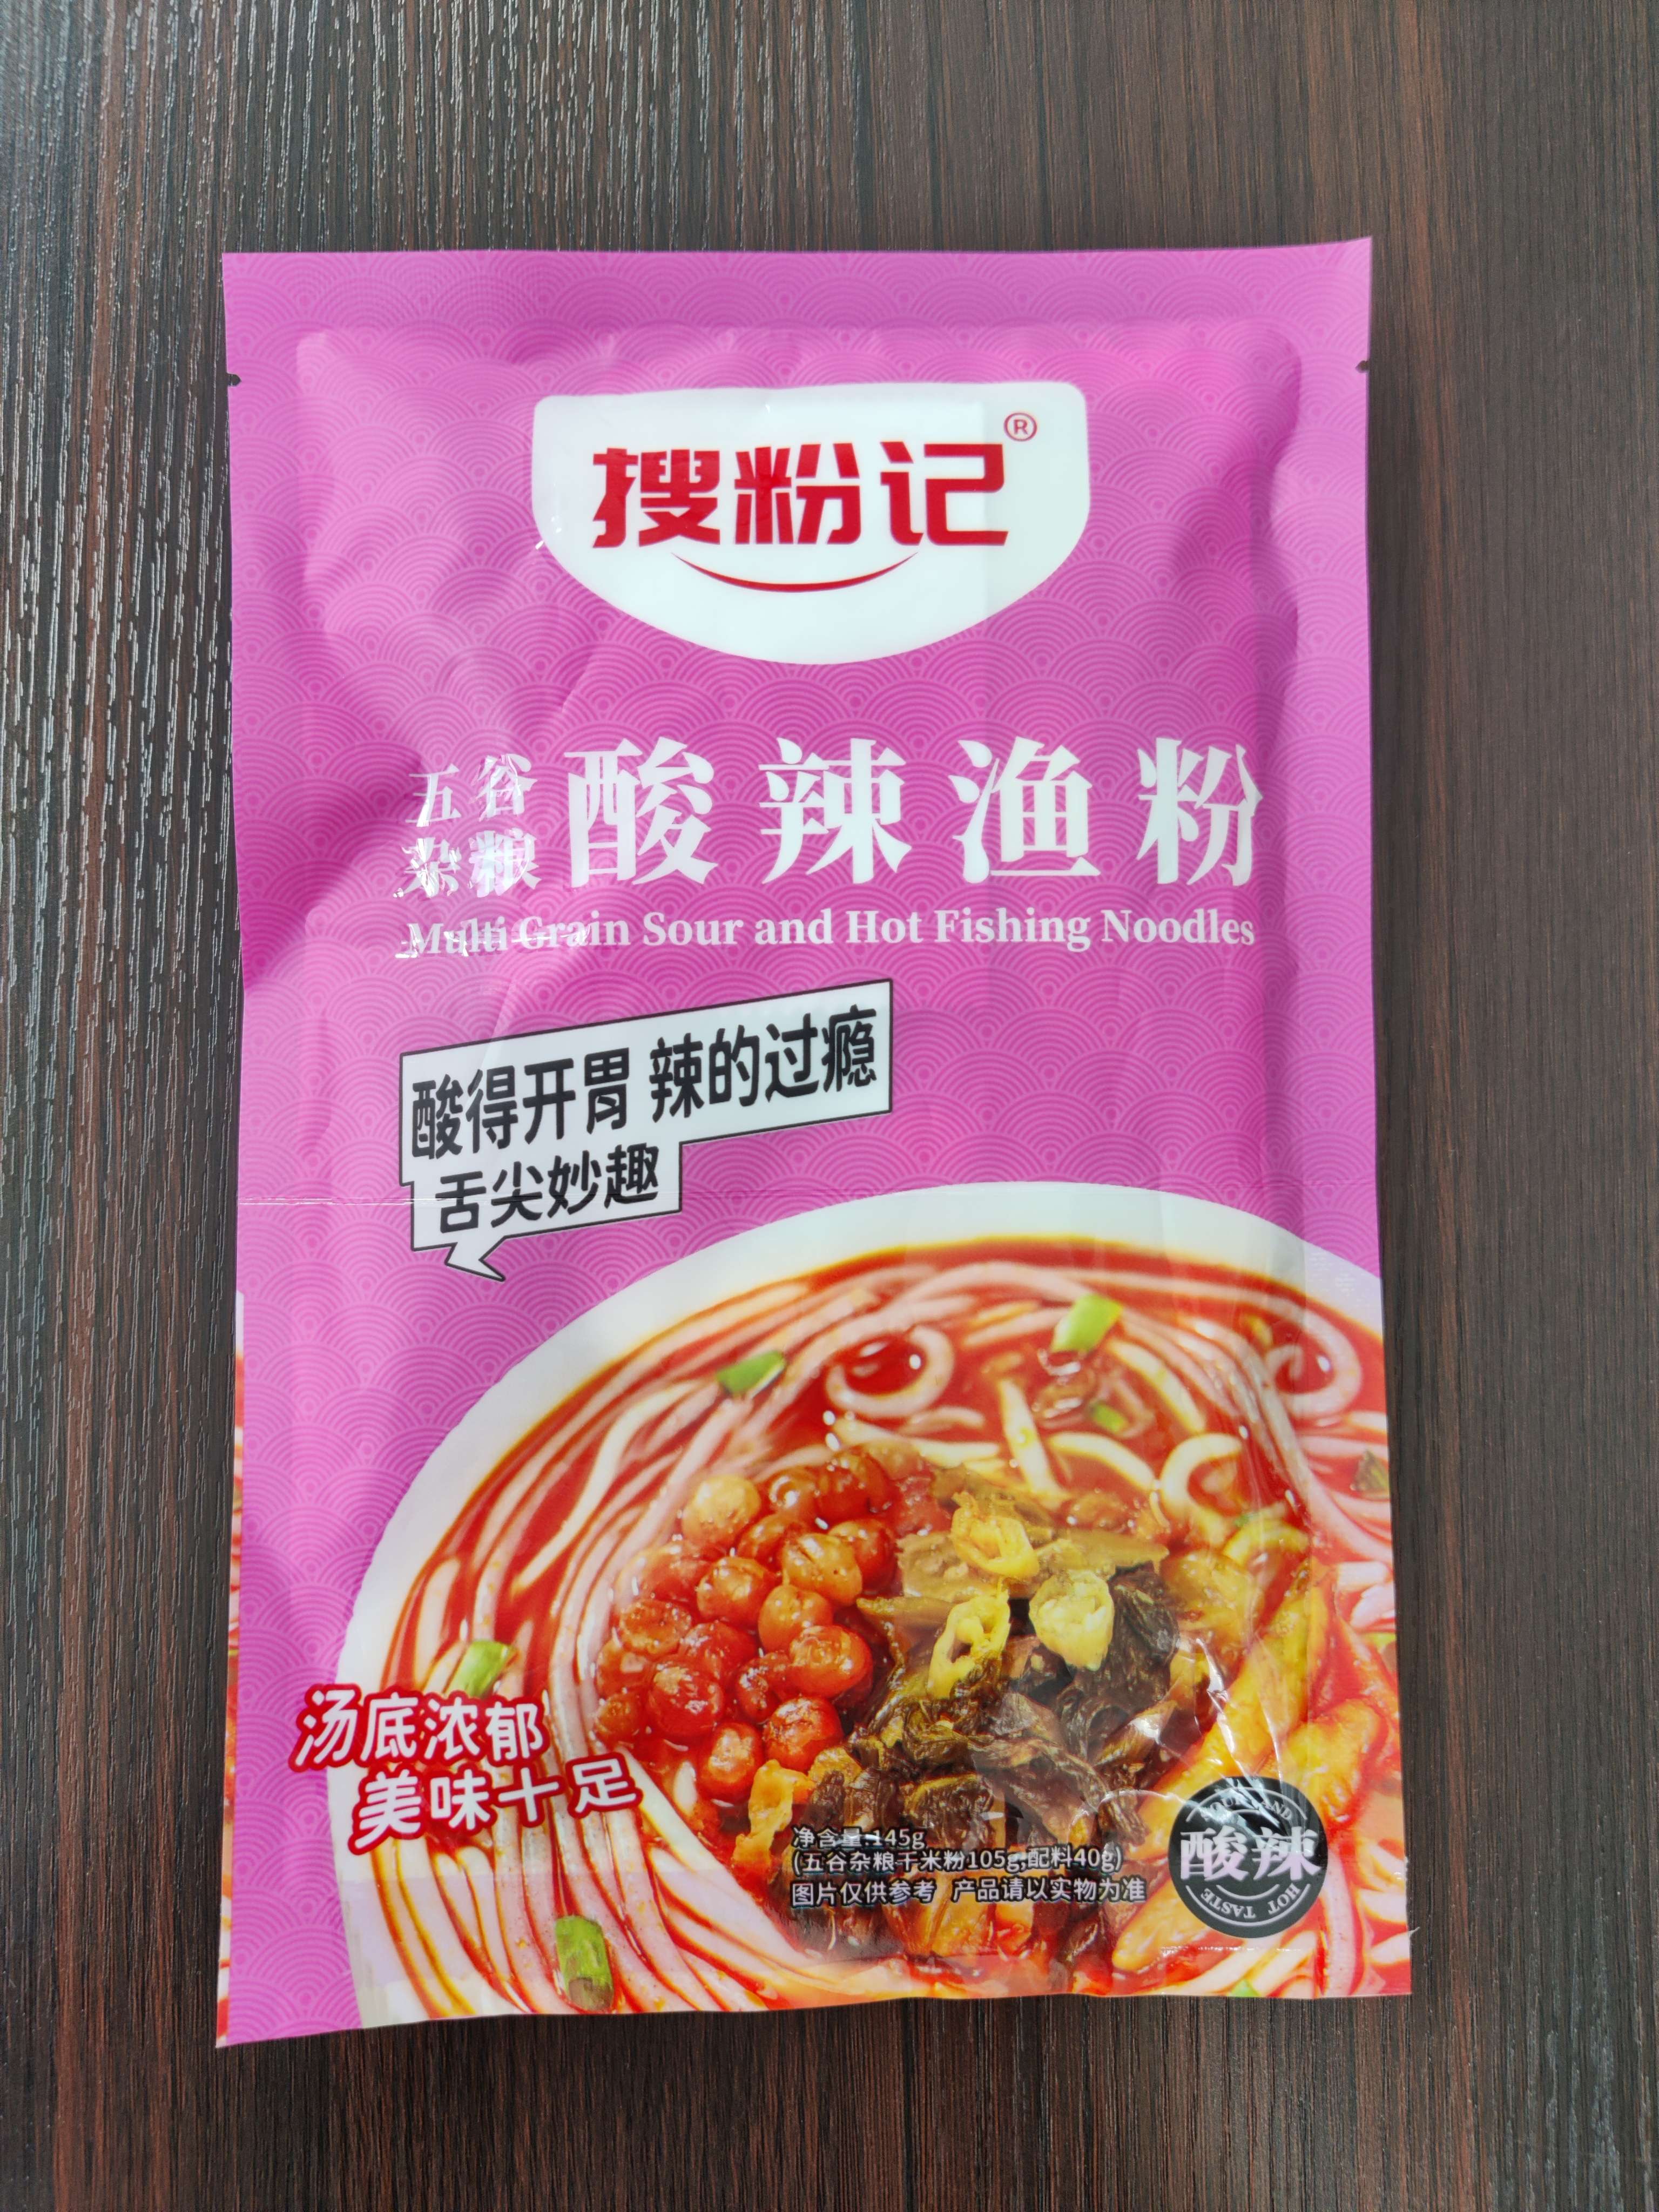 搜粉记®
五谷杂粮 酸辣渔粉
Multi Grain Sour and Hot Fishing Noodles
酸得开胃 辣的过瘾
舌尖妙趣
汤底浓郁
美味十足
净含量:145g
(五谷杂粮干米粉105g,配料40g)
图片仅供参考 产品请以实物为准
酸辣
HOT TASTE